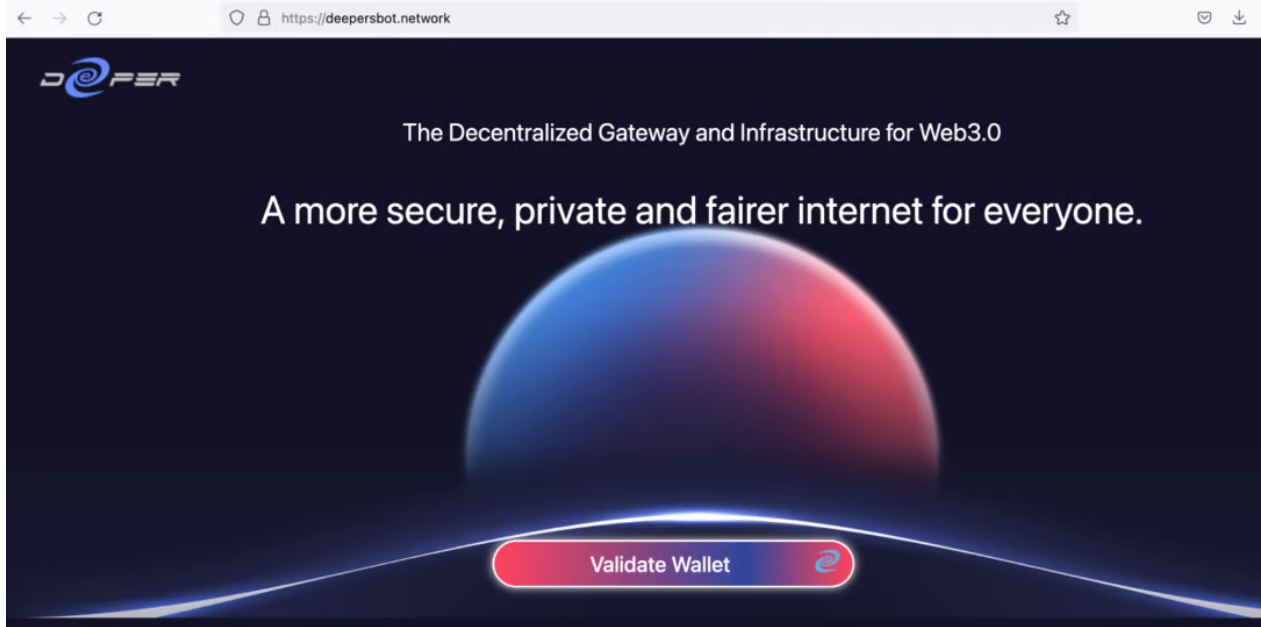 https://deepersbot.network
DEEPER
The Decentralized Gateway and Infrastructure for Web3.0
A more secure, private and fairer internet for everyone.
Validate Wallet